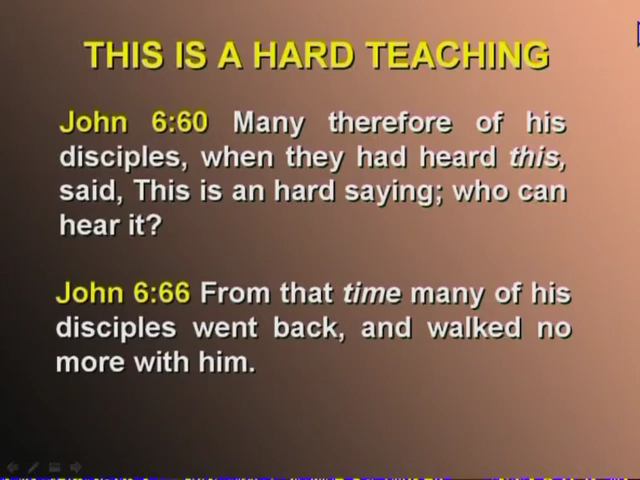 THIS IS A HARD TEACHING
John 6:60 Many therefore of his
disciples, when they had heard this,
said, This is an hard saying; who can
hear it?
John 6:66 From that time many of his
disciples went back, and walked no
more with him.